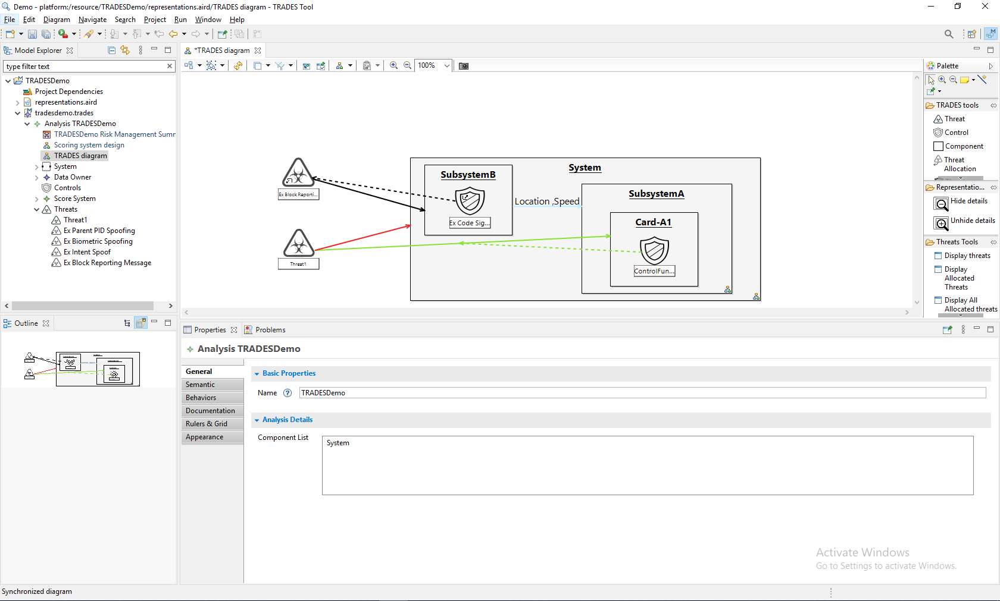 Demo - platform:/resource/TRADESDemo/representations.aird/TRADES diagram - TRADES Tool
File Edit Diagram Navigate Search Project Run Window Help
Model Explorer
type filter text
TRADESDemo
Project Dependencies
representations.aird
tradesdemo.trades
Analysis TRADESDemo
TRADESDemo Risk Management Summ
Scoring system design
TRADES diagram
System
Data Owner
Controls
Score System
Threats
Threat1
Ex Parent PID Spoofing
Ex Biometric Spoofing
Ex Intent Spoof
Ex Block Reporting Message
Outline
*TRADES diagram
100%
System
SubsystemB
Ex Code Sig...
Location ,Speed
SubsystemA
Card-A1
ControlFun...
Ex Block Reporti...
Threat1
Palette
TRADES tools
Threat
Control
Component
Threat
Allocation
Representatio...
Hide details
Unhide details
Threats Tools
Display threats
Display
Allocated
Threats
Display All
Allocated threats
Properties Problems
Analysis TRADESDemo
General
Semantic
Behaviors
Documentation
Rulers & Grid
Appearance
Basic Properties
Name ? TRADESDemo
Analysis Details
Component List
System
Activate Windows
Go to Settings to activate Windows.
Synchronized diagram